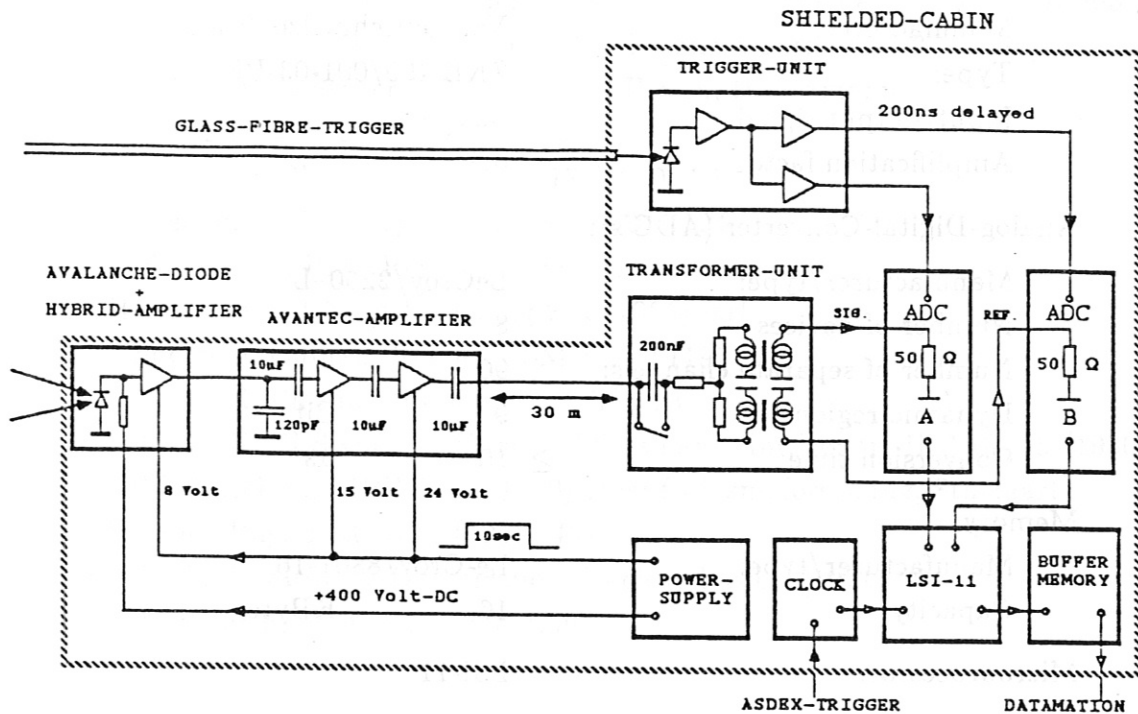 SHIELDED-CABIN
TRIGGER-UNIT
GLASS-FIBRE-TRIGGER
200ns delayed
AVALANCHE-DIODE
+
HYBRID-AMPLIFIER
AVANTEC-AMPLIFIER
TRANSFORMER-UNIT
SIG.
ADC
REF.
ADC
10µF
200nF
50 Ω
50 Ω
120pF
10µF
10µF
30 m
A
B
8 Volt
15 Volt
24 Volt
10sec
+400 Volt-DC
POWER-
SUPPLY
CLOCK
LSI-11
BUFFER
MEMORY
ASDEX-TRIGGER
DATAMATION